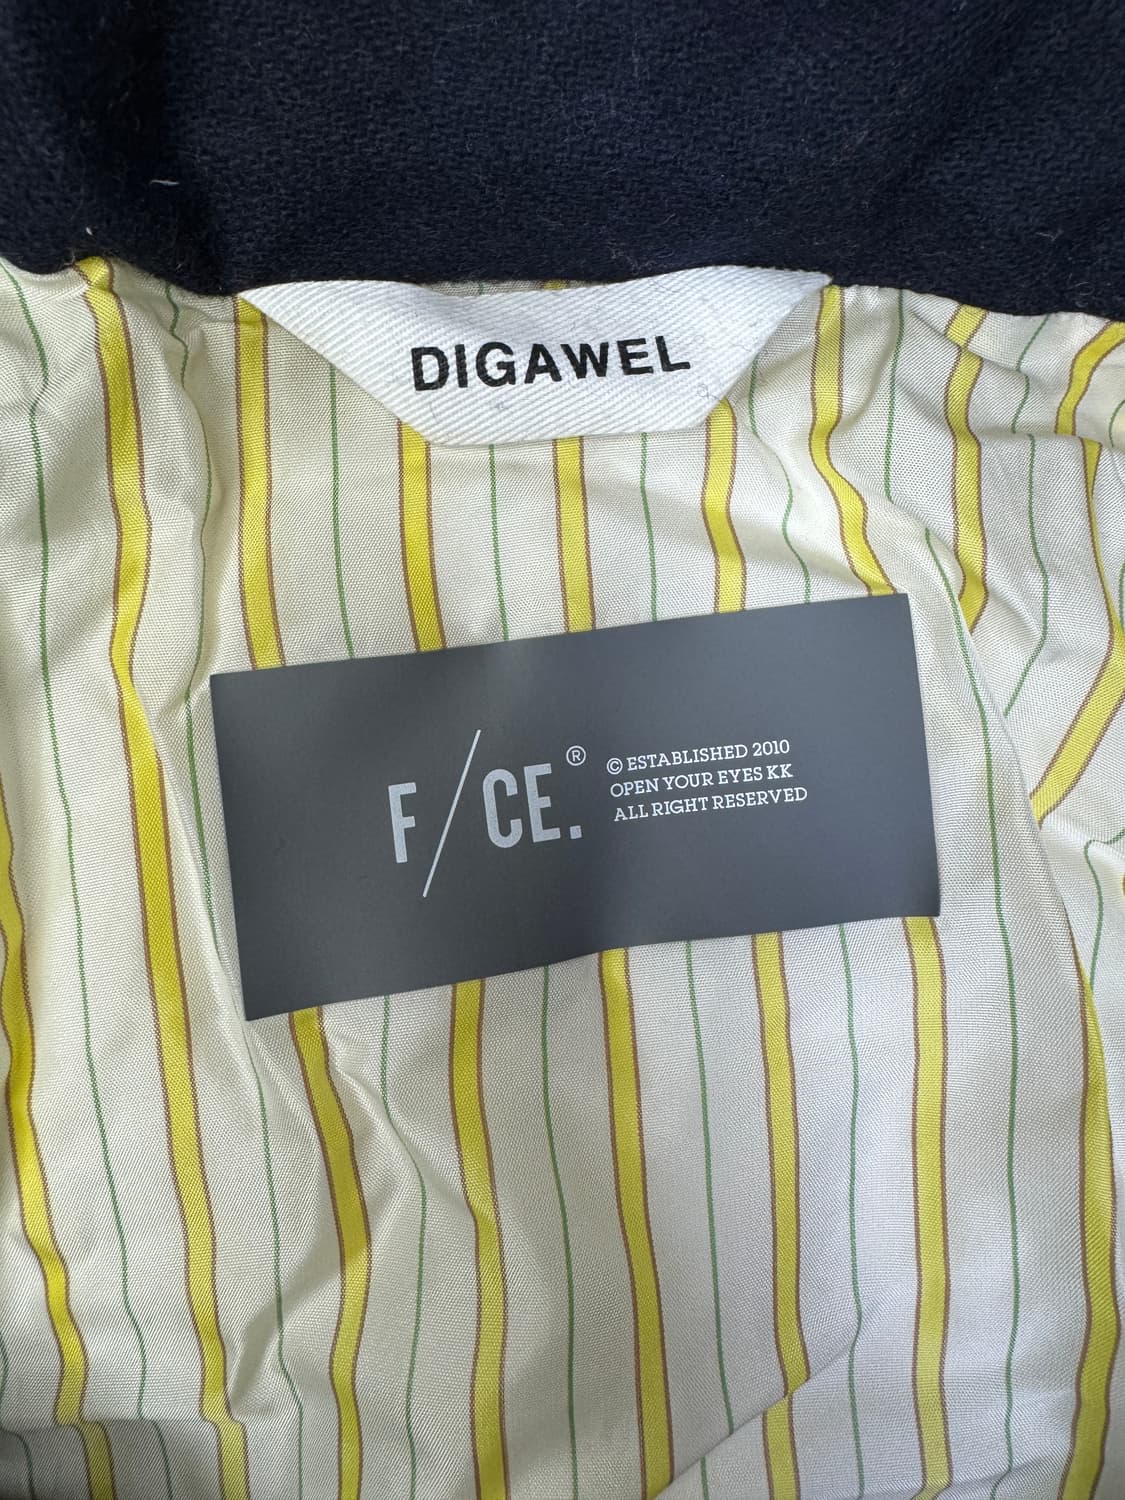 DIGAWEL
F/CE.®
© ESTABLISHED 2010
OPEN YOUR EYES KK
ALL RIGHT RESERVED